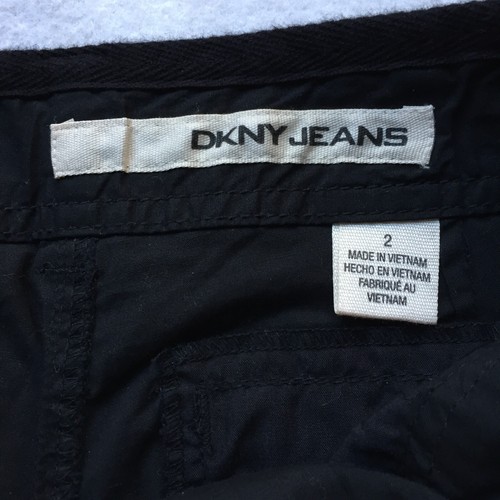 DKNY JEANS
2
MADE IN VIETNAM
HECHO EN VIETNAM
FABRIQUÉ AU
VIETNAM